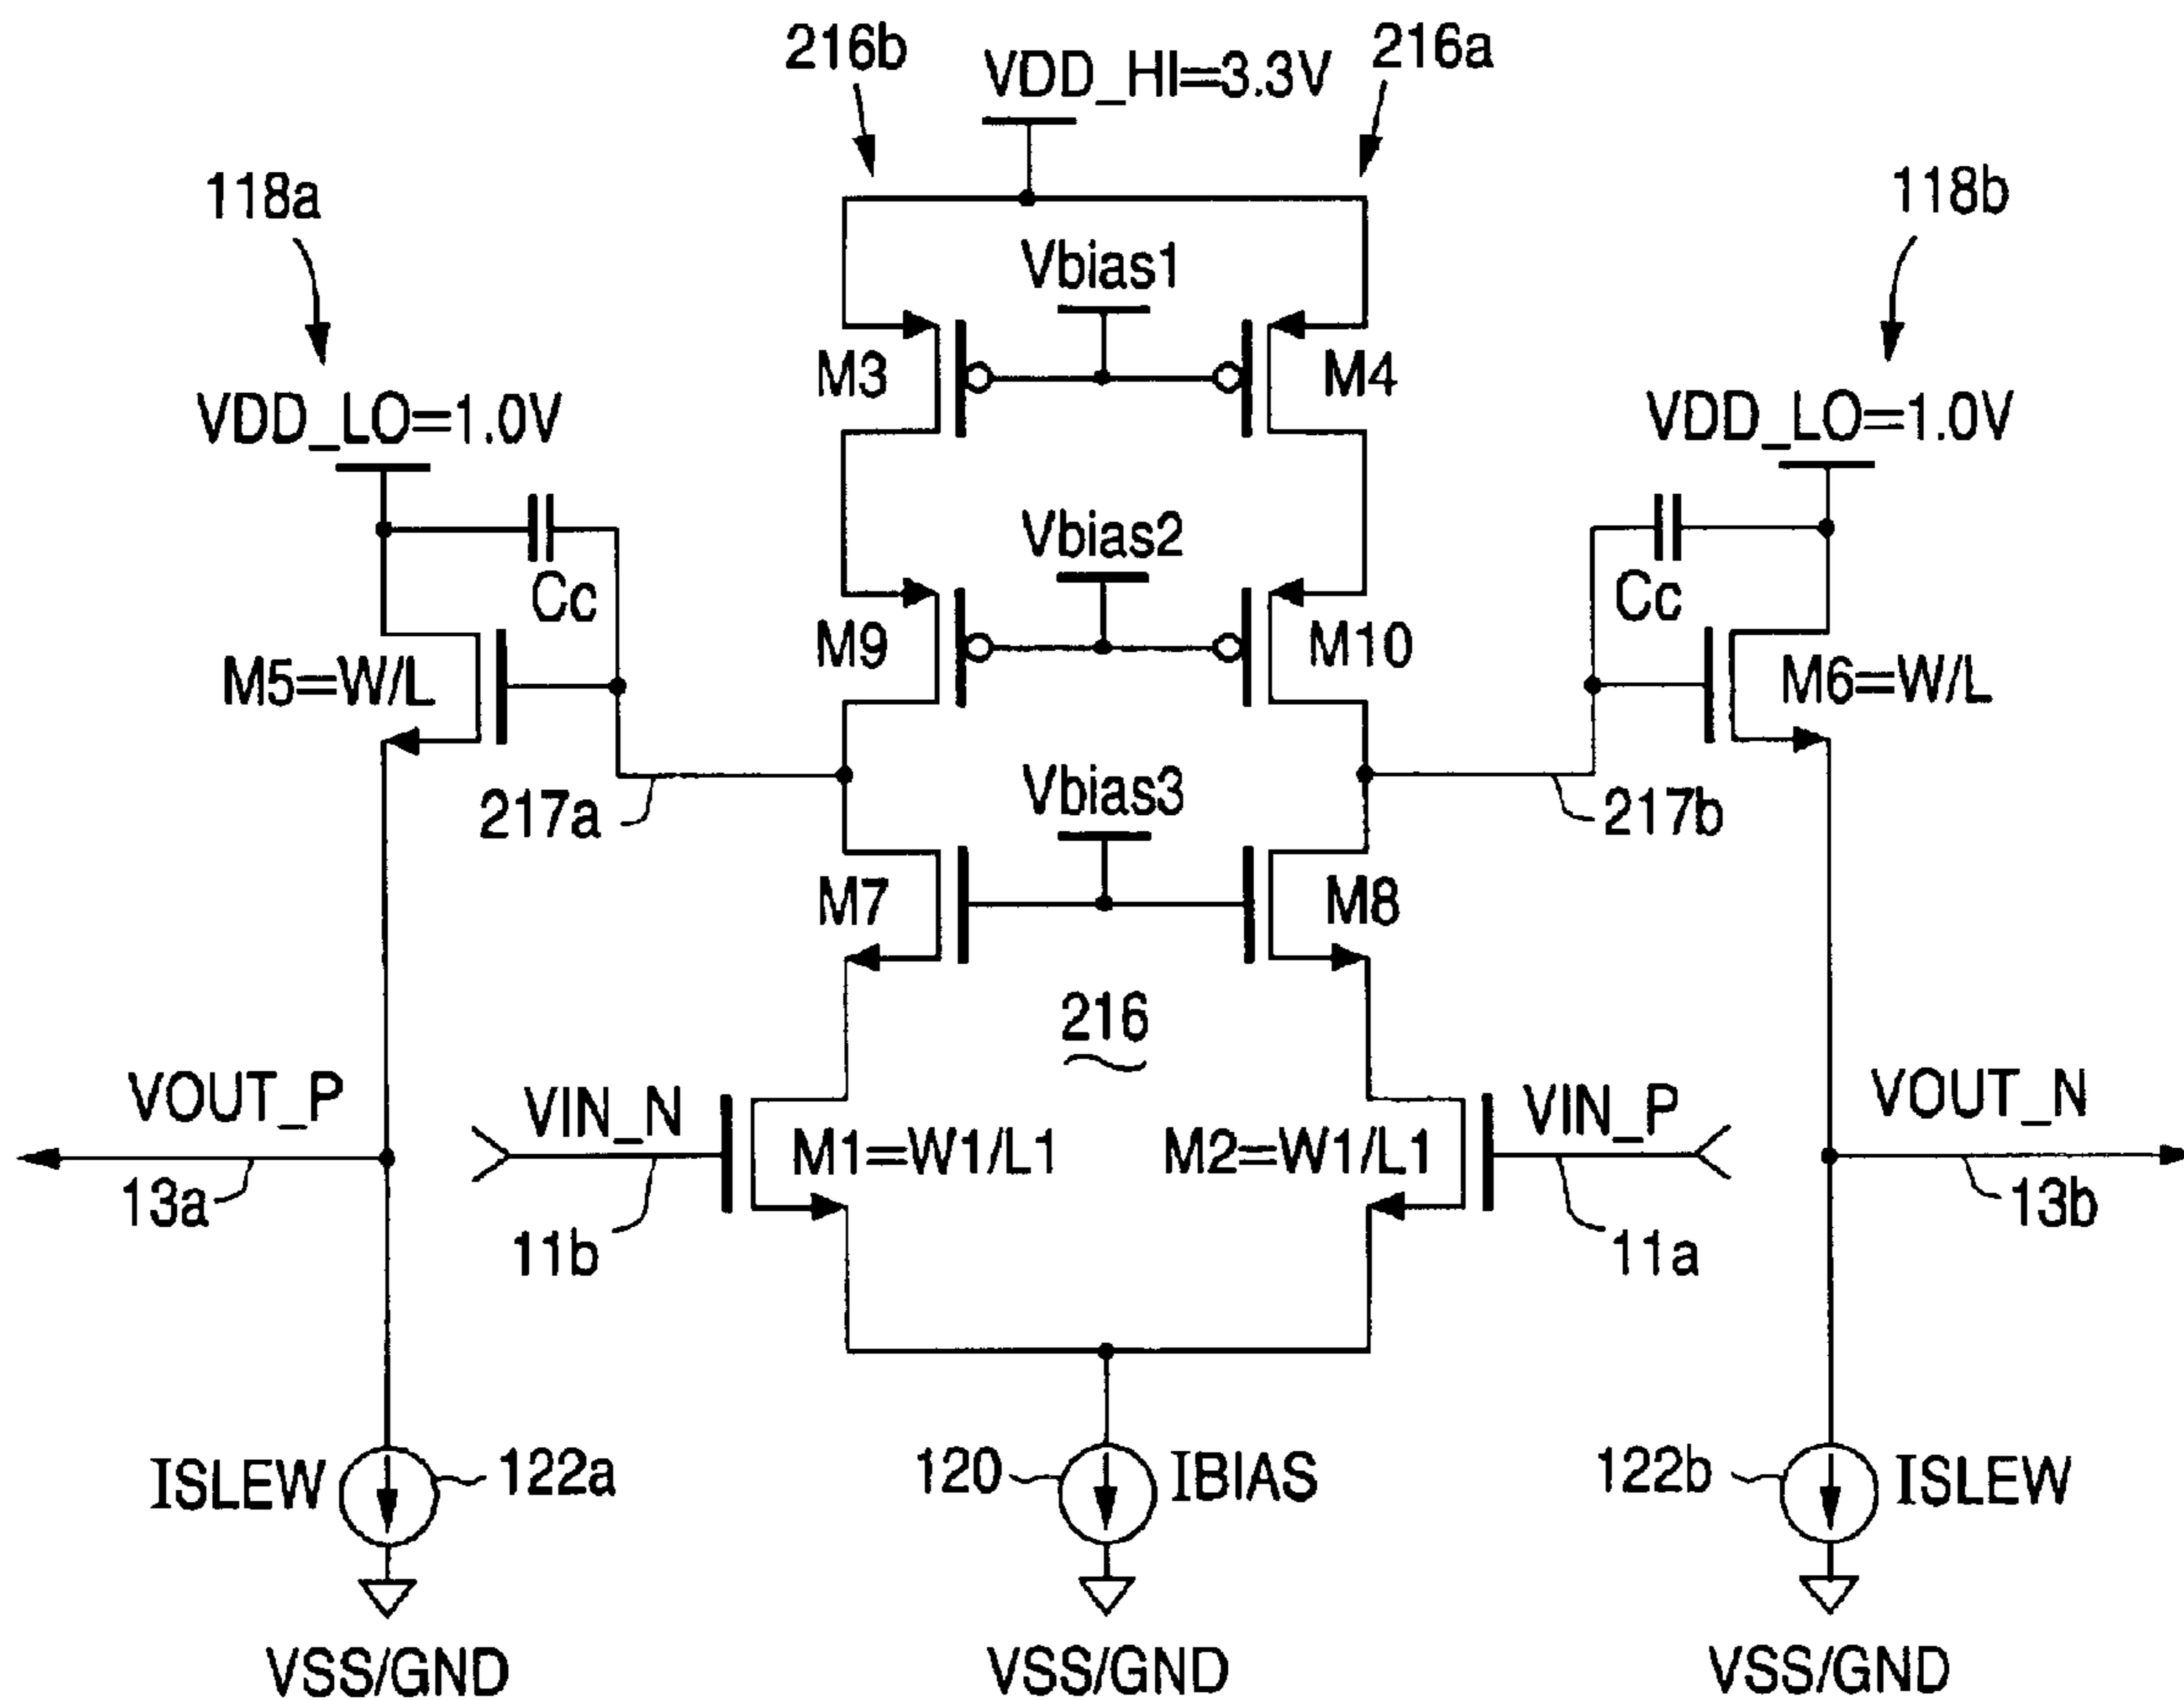 216b
VDD_HI=3.3V
216a
118a
118b
Vbias1
M3
M4
VDD_LO=1.0V
VDD_LO=1.0V
Vbias2
Cc
Cc
M9
M10
M5=W/L
M6=W/L
Vbias3
217a
217b
M7
M8
216
VOUT_P
VIN_N
VIN_P
VOUT_N
M1=W1/L1
M2=W1/L1
13a
11b
11a
13b
ISLEW
122a
120
IBIAS
122b
ISLEW
VSS/GND
VSS/GND
VSS/GND